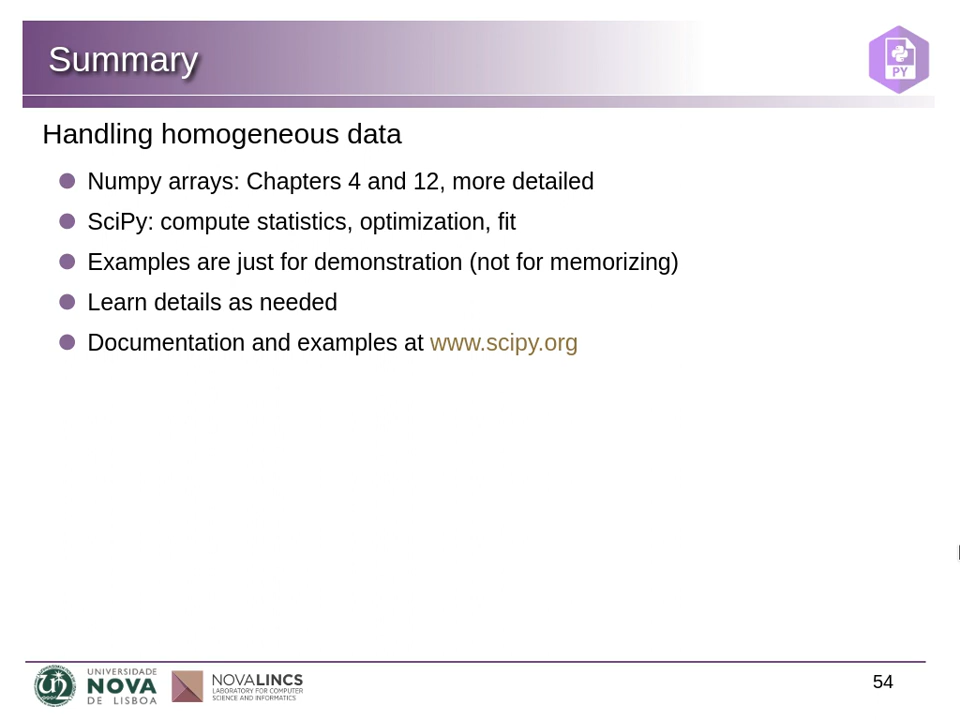 Summary
PY
Handling homogeneous data
Numpy arrays: Chapters 4 and 12, more detailed
SciPy: compute statistics, optimization, fit
Examples are just for demonstration (not for memorizing)
Learn details as needed
Documentation and examples at www.scipy.org
UNIVERSIDADE
NOVA
DE LISBOA
NOVALINCS
LABORATORY FOR COMPUTER
SCIENCE AND INFORMATICS
54